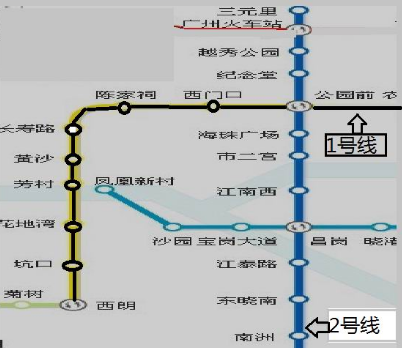 三元里
广州火车站
越秀公园
纪念堂
陈家祠
西门口
公园前
农
1号线
长寿路
海珠广场
黄沙
市二宫
芳村
凤凰新村
江南西
花地湾
沙园
宝岗大道
昌岗
晓港
坑口
江泰路
菊树
西朗
东晓南
2号线
南洲